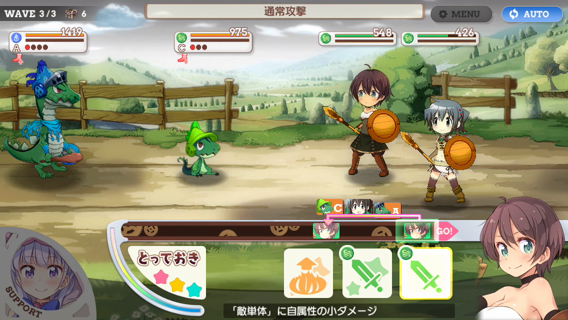 WAVE 3/3 6
通常攻撃
MENU
AUTO
1419
975
548
426
A
C
C A
GO!
とっておき
SUPPORT
「敵単体」に自属性の小ダメージ